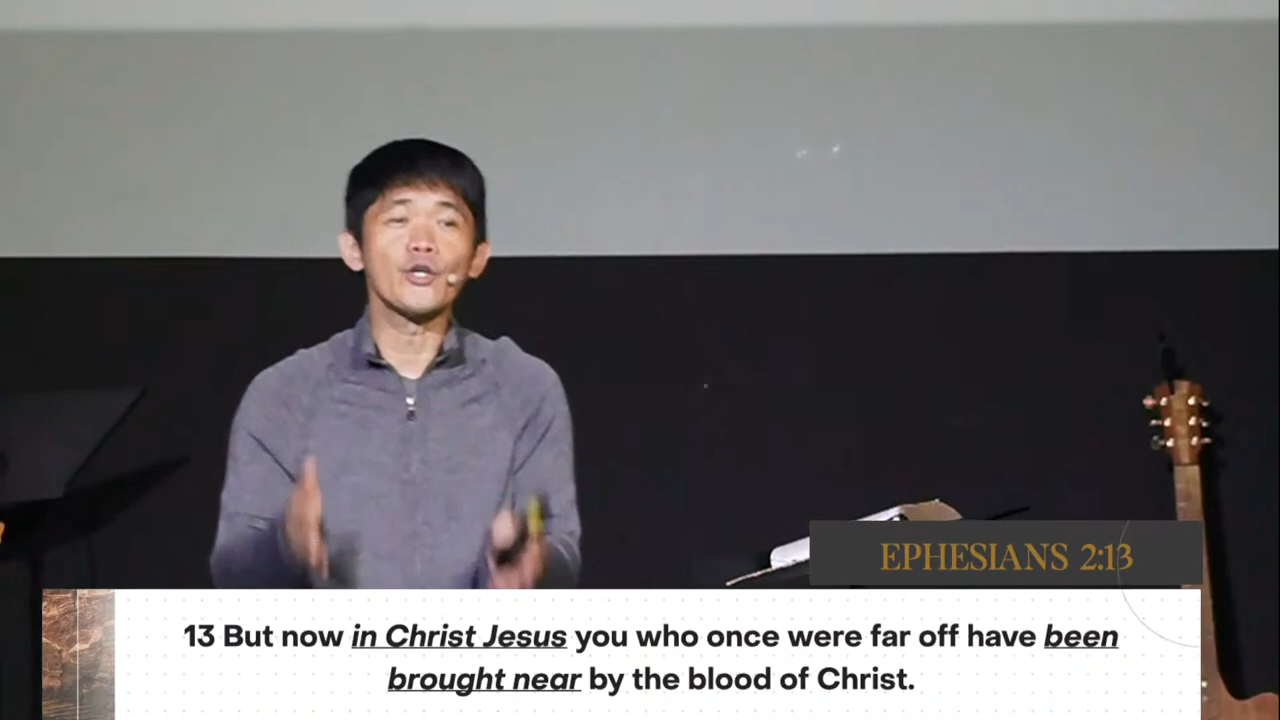 EPHESIANS 2:13
13 But now in Christ Jesus you who once were far off have been
brought near by the blood of Christ.